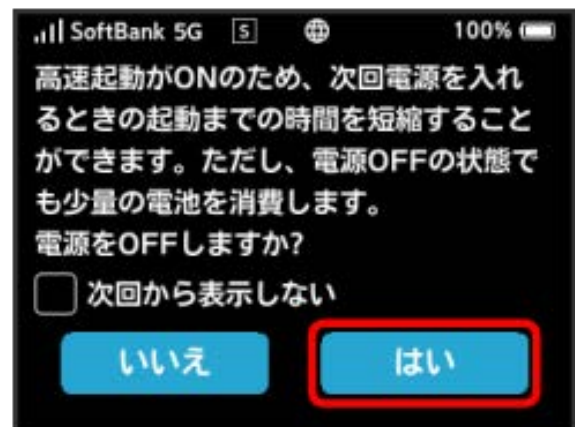 SoftBank 5G S 100%
高速起動がONのため、次回電源を入れ
るときの起動までの時間を短縮すること
ができます。ただし、電源OFFの状態で
も少量の電池を消費します。
電源をOFFしますか?
次回から表示しない
いいえ はい